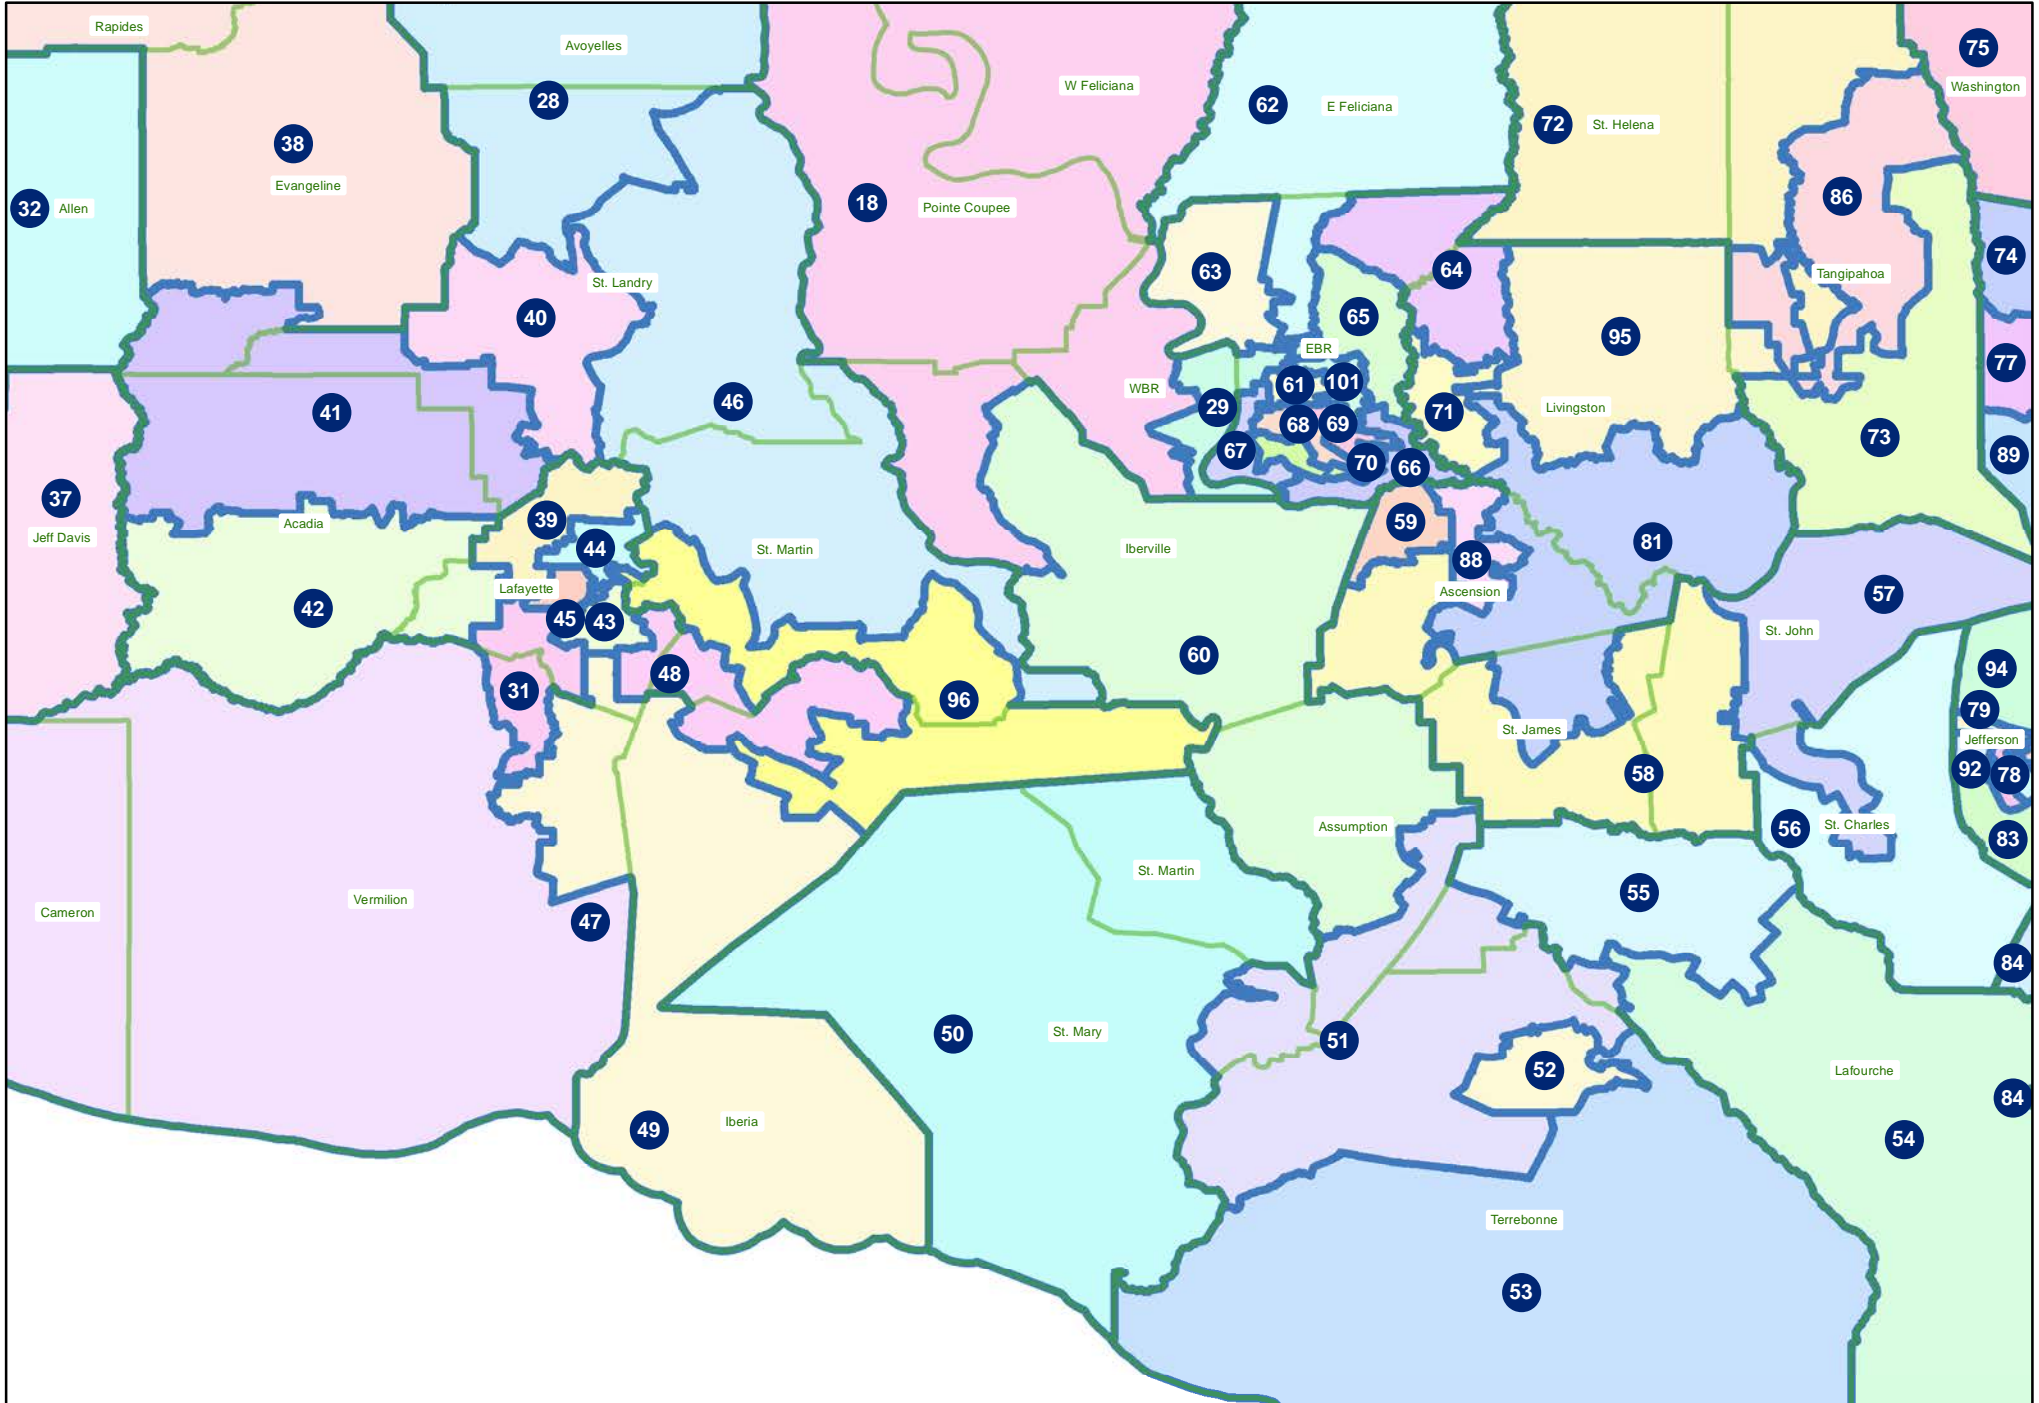 Rapides
Avoyelles
75
W Feliciana
Washington
28
62
E Feliciana
72
St. Helena
38
Evangeline
32
Allen
18
Pointe Coupee
86
74
63
64
Tangipahoa
St. Landry
40
65
95
EBR
77
61
101
WBR
29
46
41
71
Livingston
68
69
73
67
70
66
89
37
Jeff Davis
Acadia
39
59
44
St. Martin
Iberville
88
81
Lafayette
Ascension
42
45
43
57
St. John
60
94
48
31
96
79
St. James
Jefferson
58
92
78
Assumption
56
St. Charles
83
St. Martin
55
Cameron
Vermilion
47
84
50
St. Mary
51
52
Lafourche
84
49
Iberia
54
Terrebonne
53